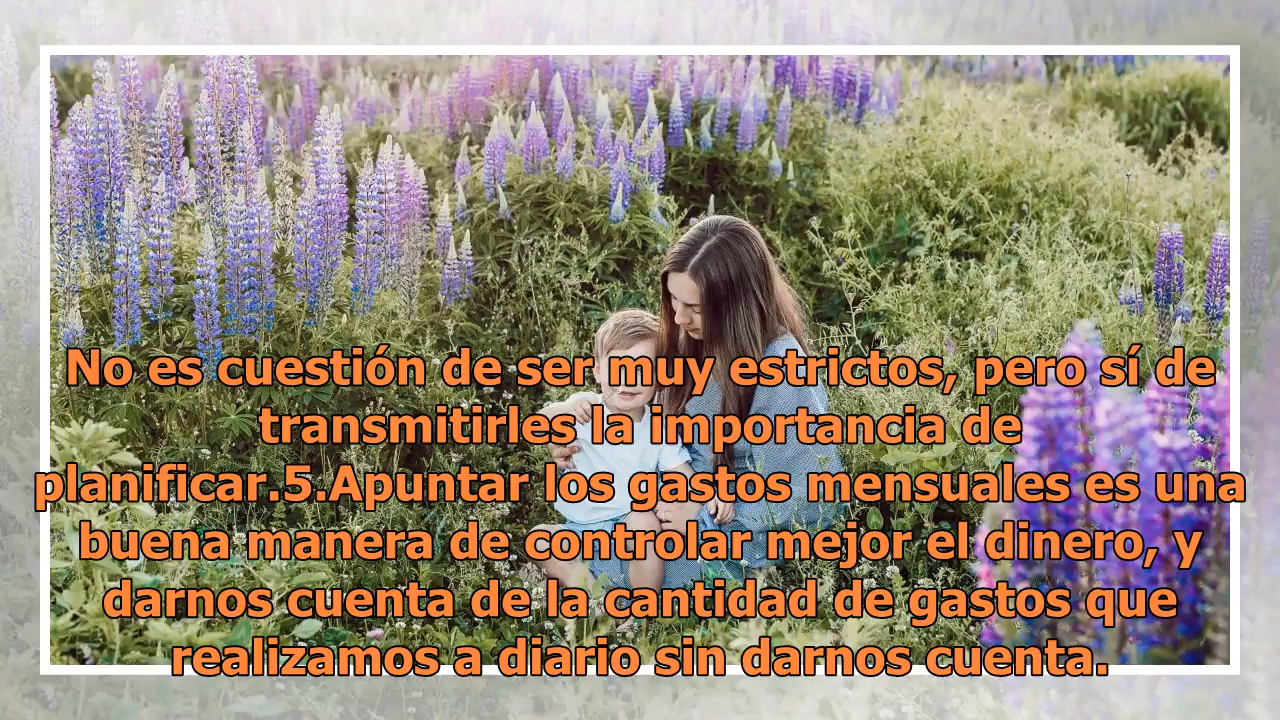 No es cuestión de ser muy estrictos, pero sí de
transmitirles la importancia de
planificar.5.Apuntar los gastos mensuales es una
buena manera de controlar mejor el dinero, y
darnos cuenta de la cantidad de gastos que
realizamos a diario sin darnos cuenta.